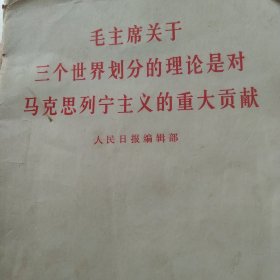 毛主席关于
三个世界划分的理论是对
马克思列宁主义的重大贡献
人民日报编辑部